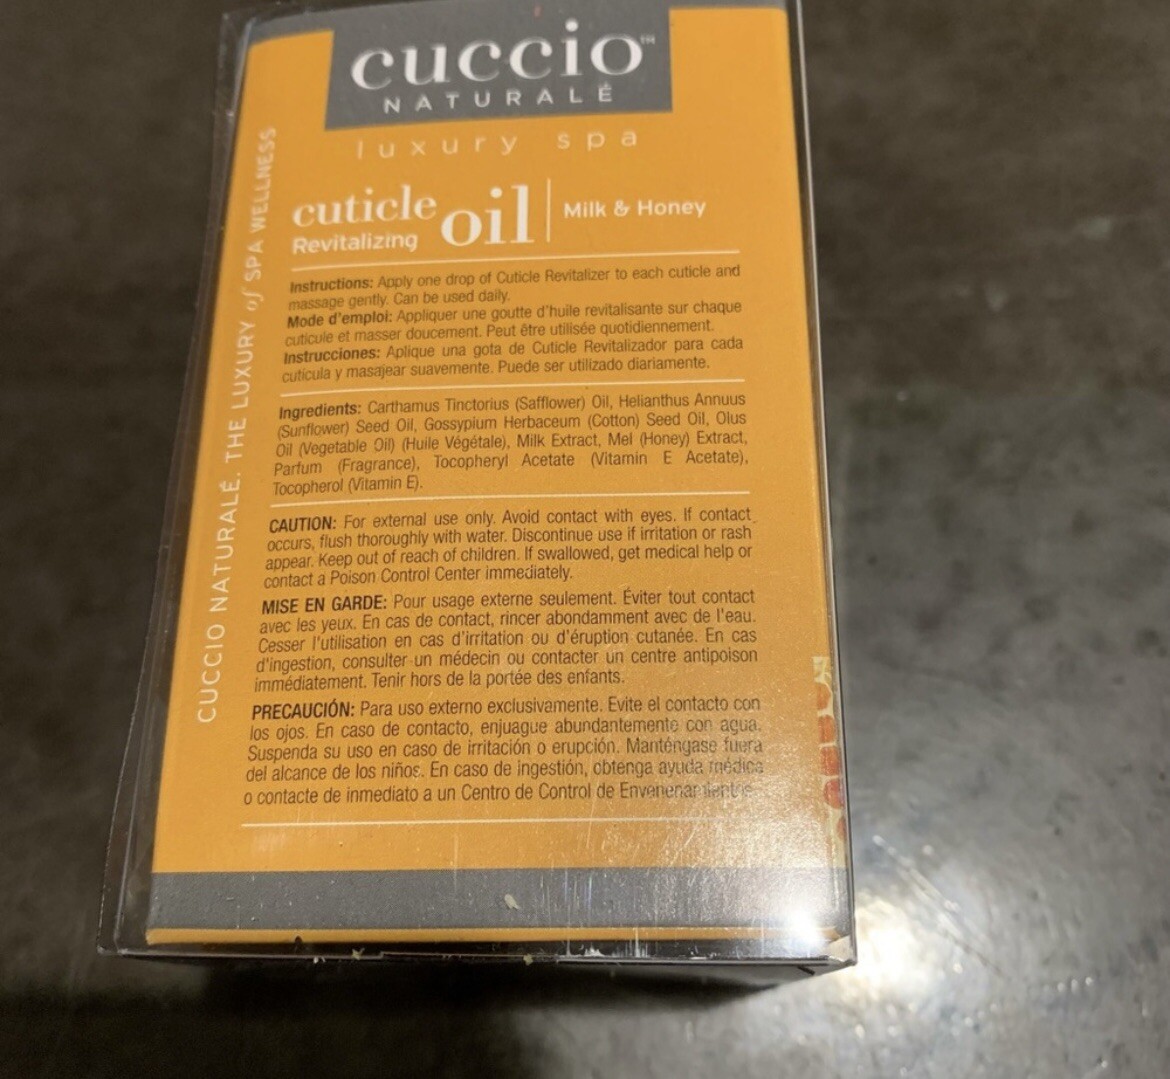 cuccio™
NATURALÉ
luxury spa
cuticle oil
Revitalizing
Milk & Honey
Instructions: Apply one drop of Cuticle Revitalizer to each cuticle and
massage gently. Can be used daily.
Mode d'emploi: Appliquer une goutte d'huile revitalisante sur chaque
cuticule et masser doucement. Peut être utilisée quotidiennement.
Instrucciones: Aplique una gota de Cuticle Revitalizador para cada
cutícula y masajear suavemente. Puede ser utilizado diariamente.
Ingredients: Carthamus Tinctorius (Safflower) Oil, Helianthus Annuus
(Sunflower) Seed Oil, Gossypium Herbaceum (Cotton) Seed Oil, Olus
Oil (Vegetable Oil) (Huile Végétale), Milk Extract, Mel (Honey) Extract,
Parfum (Fragrance), Tocopheryl Acetate (Vitamin E Acetate),
Tocopherol (Vitamin E).
CAUTION: For external use only. Avoid contact with eyes. If contact
occurs, flush thoroughly with water. Discontinue use if irritation or rash
appear. Keep out of reach of children. If swallowed, get medical help or
contact a Poison Control Center immediately.
MISE EN GARDE: Pour usage externe seulement. Éviter tout contact
avec les yeux. En cas de contact, rincer abondamment avec de l'eau.
Cesser l'utilisation en cas d'irritation ou d'éruption cutanée. En cas
d'ingestion, consulter un médecin ou contacter un centre antipoison
immédiatement. Tenir hors de la portée des enfants.
PRECAUCIÓN: Para uso externo exclusivamente. Evite el contacto con
los ojos. En caso de contacto, enjuague abundantemente con agua.
Suspenda su uso en caso de irritación o erupción. Manténgase fuera
del alcance de los niños. En caso de ingestión, obtenga ayuda médica
o contacte de inmediato a un Centro de Control de Envenenamientos.
CUCCIO NATURALÉ. THE LUXURY of SPA WELLNESS